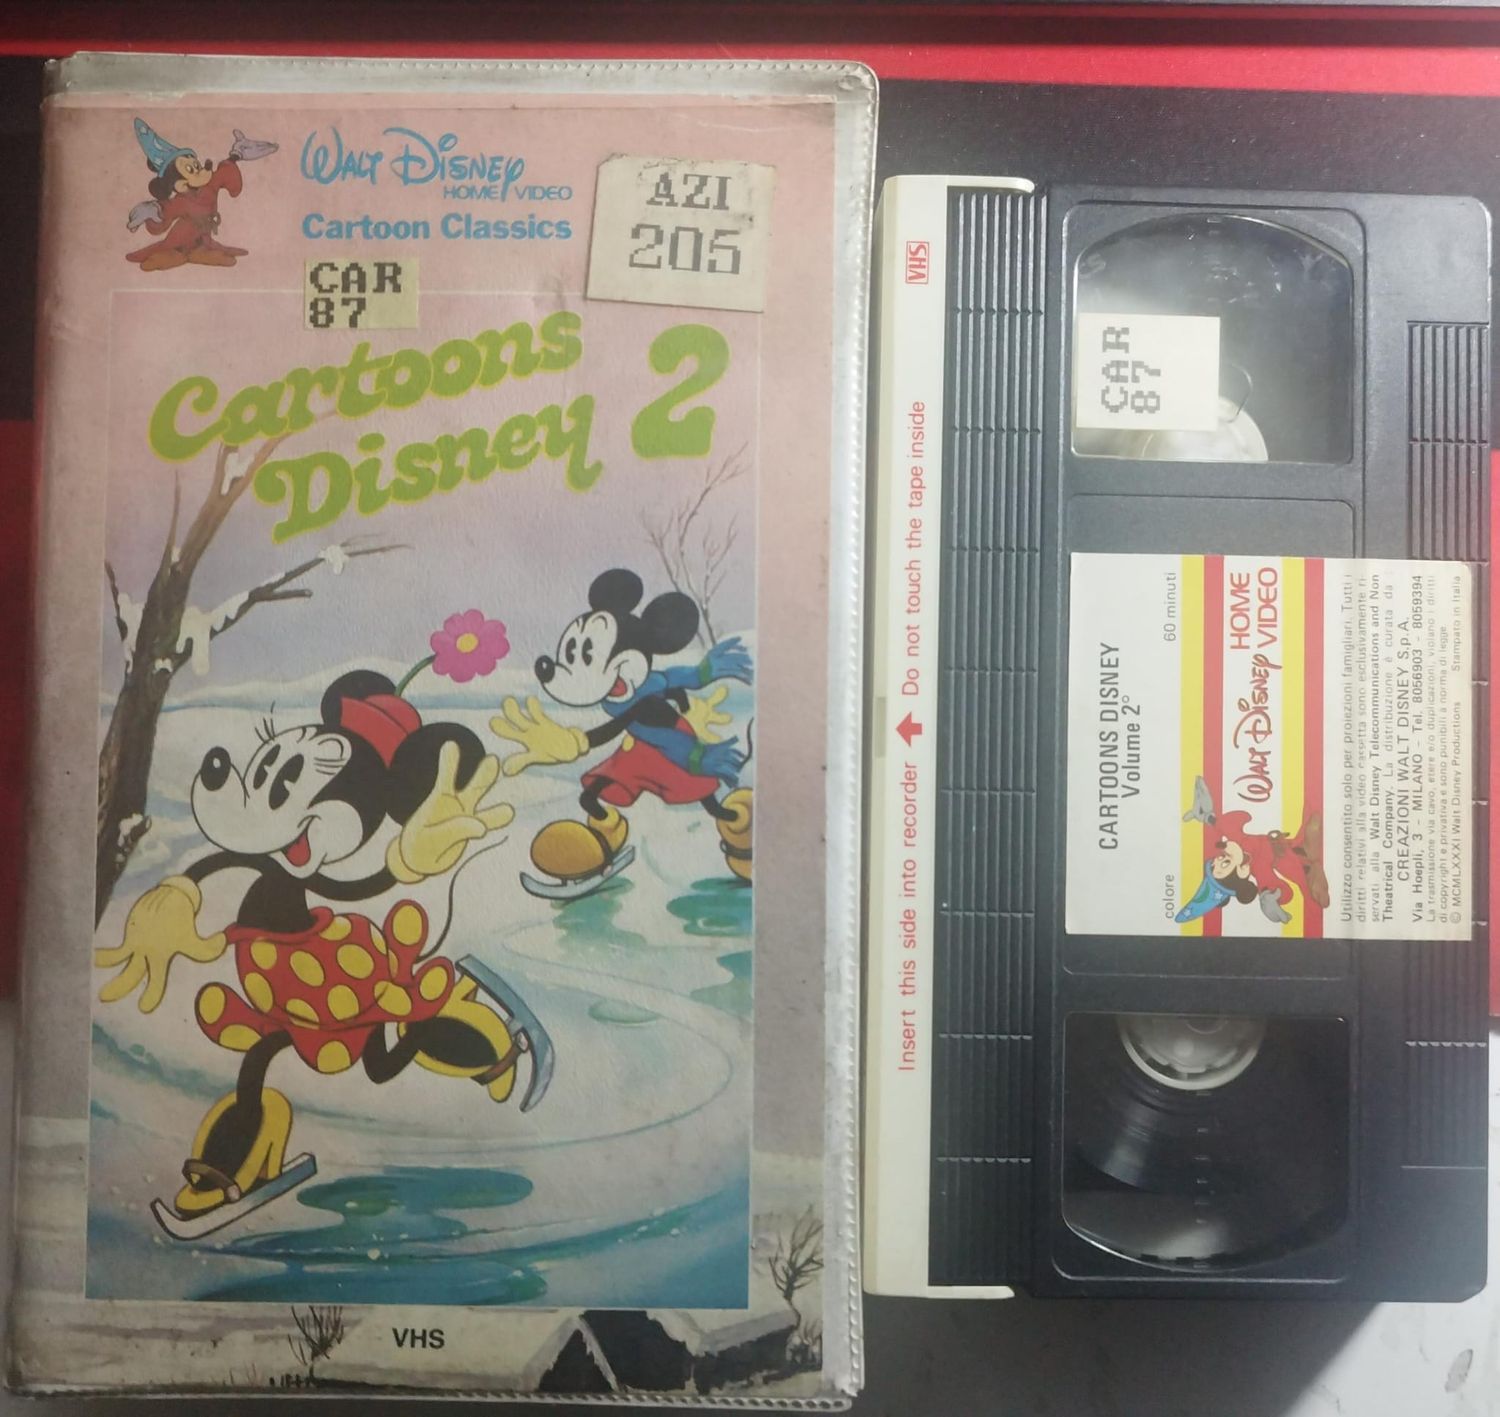 WALT DISNEY
HOME VIDEO
Cartoon Classics
AZI
205
CAR
87
Cartoons
Disney 2
VHS
VHS
Insert this side into recorder Do not touch the tape inside
CAR
87
CARTOONS DISNEY
Volume 2°
colore 60 minuti
WALT DISNEY HOME VIDEO
Utilizzo consentito solo per proiezioni famigliari. Tutti i
diritti relativi alla video cassetta sono esclusivamente ri-
servati alla Walt Disney Telecommunications and Non
Theatrical Company. La distribuzione è curata da :
CREAZIONI WALT DISNEY S.p.A.
Via Hoepli, 3 - MILANO - Tel. 8056903 - 8059394
La trasmissione via cavo, etere e/o duplicazioni, violano i diritti
di copyright e privativa e sono punibili a norma di legge
© MCMLXXXI Walt Disney Productions Stampato in Italia